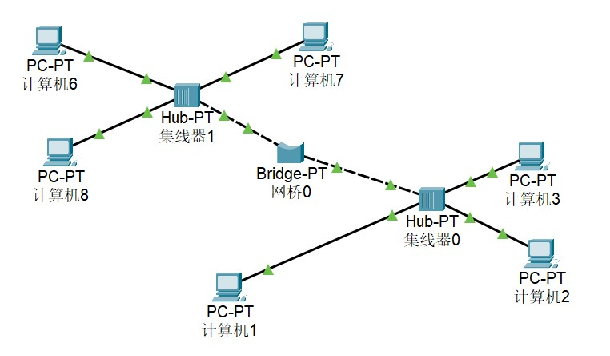 PC-PT
计算机6
PC-PT
计算机7
Hub-PT
集线器1
PC-PT
计算机8
Bridge-PT
网桥0
PC-PT
计算机3
Hub-PT
集线器0
PC-PT
计算机2
PC-PT
计算机1